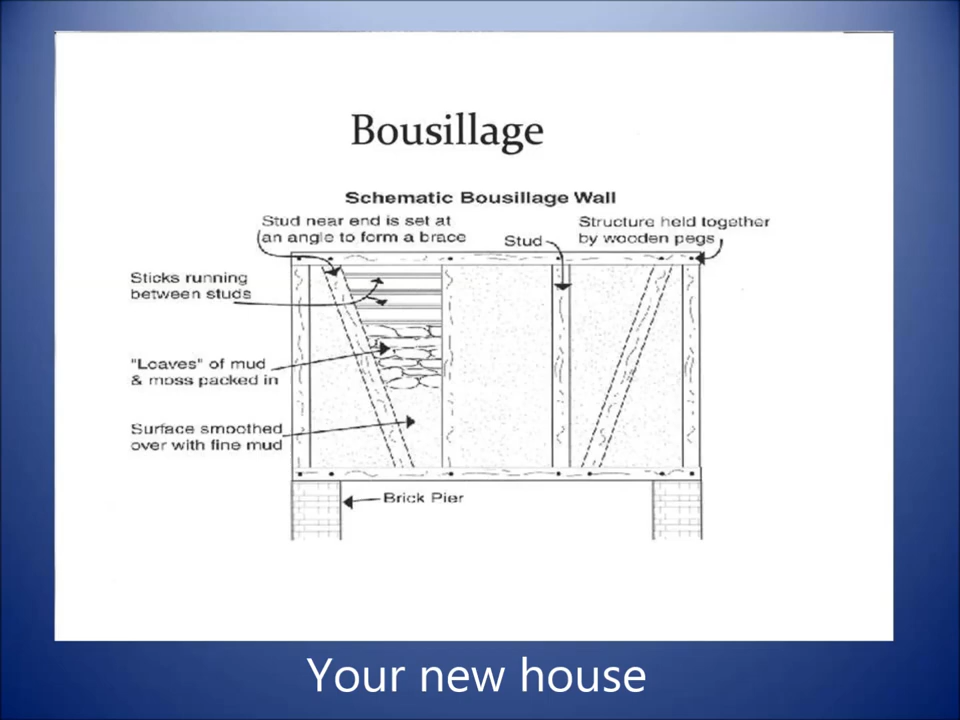 Bousillage
Schematic Bousillage Wall
Stud near end is set at
an angle to form a brace
Stud
Structure held together
by wooden pegs
Sticks running
between studs
"Loaves" of mud
& moss packed in
Surface smoothed
over with fine mud
Brick Pier
Your new house